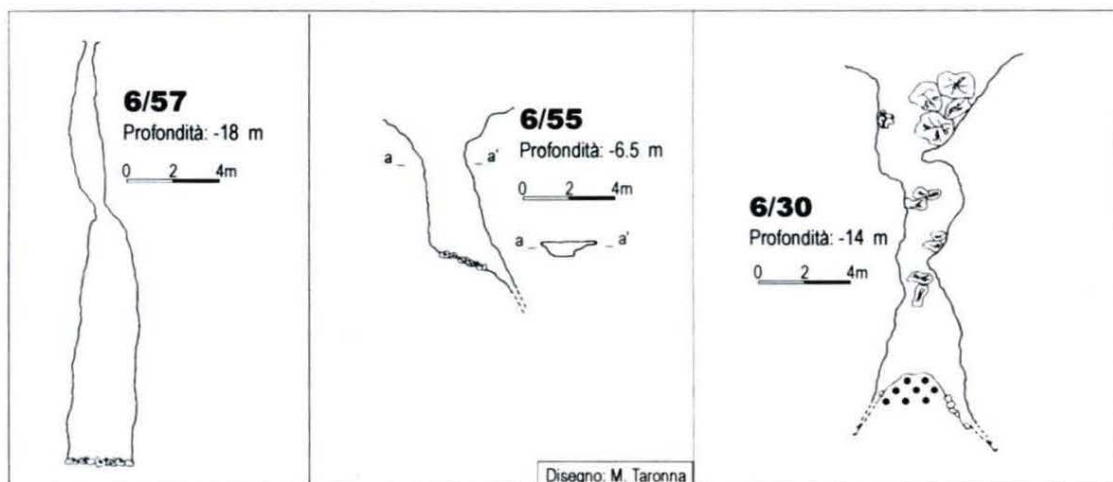 6/57
Profondità: -18 m
0 2 4m
6/55
Profondità: -6.5 m
a _ _ a'
0 2 4m
a _ _ a'
6/30
Profondità: -14 m
0 2 4m
Disegno: M. Taronna